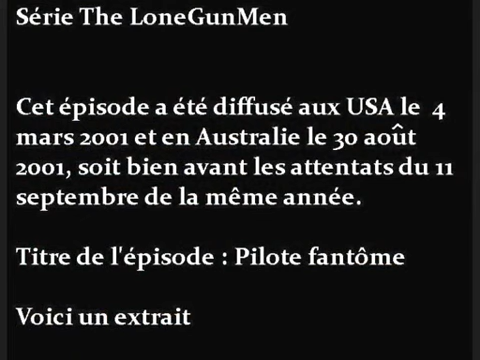 Série The LoneGunMen
Cet épisode a été diffusé aux USA le 4
mars 2001 et en Australie le 30 août
2001, soit bien avant les attentats du 11
septembre de la même année.
Titre de l'épisode : Pilote fantôme
Voici un extrait